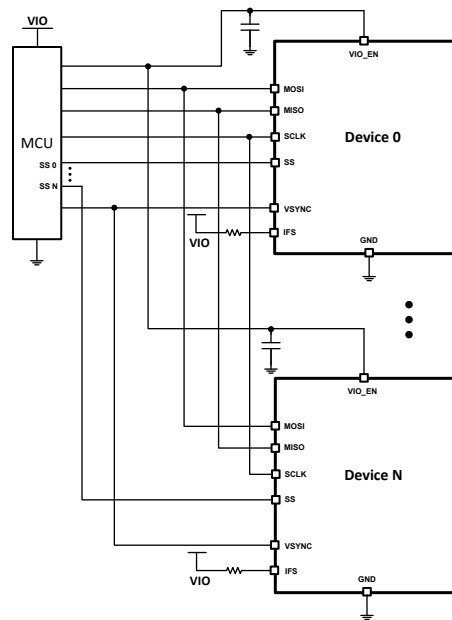 VIO
MCU
SS 0
SS N
VIO_EN
MOSI
MISO
SCLK
SS
VSYNC
IFS
Device 0
GND
VIO
VIO_EN
MOSI
MISO
SCLK
SS
VSYNC
IFS
Device N
GND
VIO